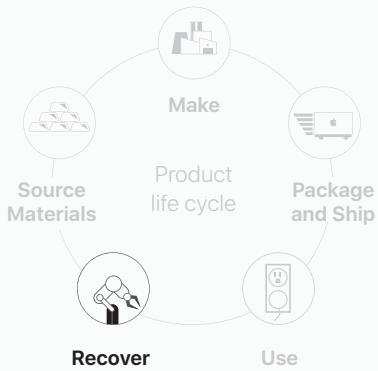 Make
Source
Materials
Product
life cycle
Package
and Ship
Recover
Use